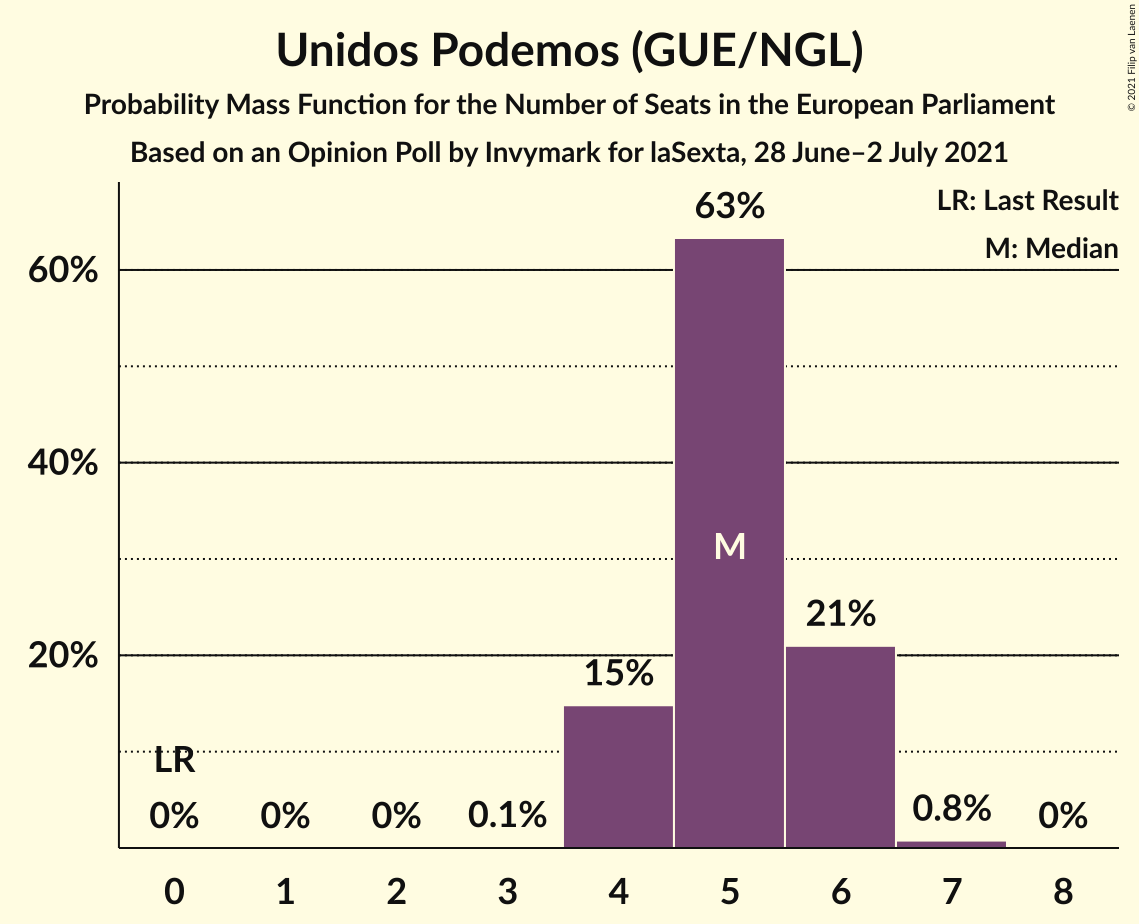 Unidos Podemos (GUE/NGL)
Probability Mass Function for the Number of Seats in the European Parliament
Based on an Opinion Poll by Invymark for laSexta, 28 June–2 July 2021
© 2021 Filip van Laenen
LR: Last Result
M: Median
60%
40%
20%
LR
0%
0%
0%
0.1%
15%
63%
M
21%
0.8%
0%
0 1 2 3 4 5 6 7 8